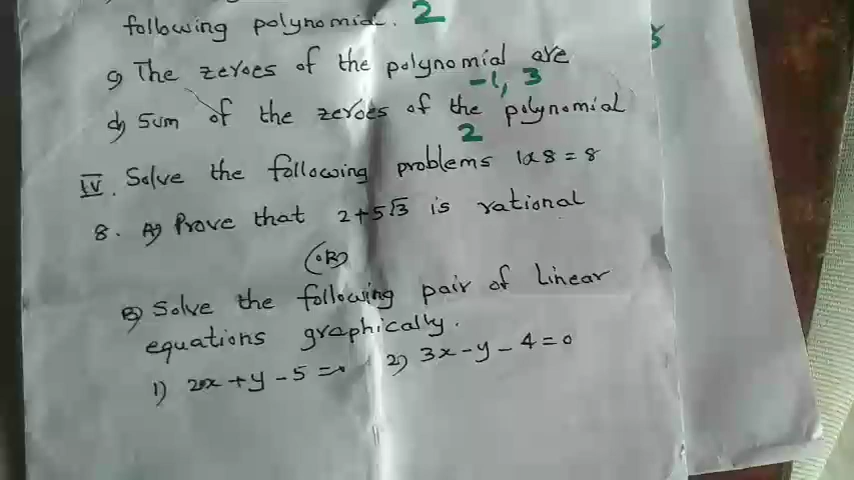 following polynomial. 2
c) The zeroes of the polynomial are
-1, 3
d) Sum of the zeroes of the polynomial
2
IV. Solve the following problems 1x8=8
8. A) Prove that 2+5√3 is rational
(OR)
B) Solve the following pair of linear
equations graphically.
1) 2x+y-5=0 2) 3x-y-4=0